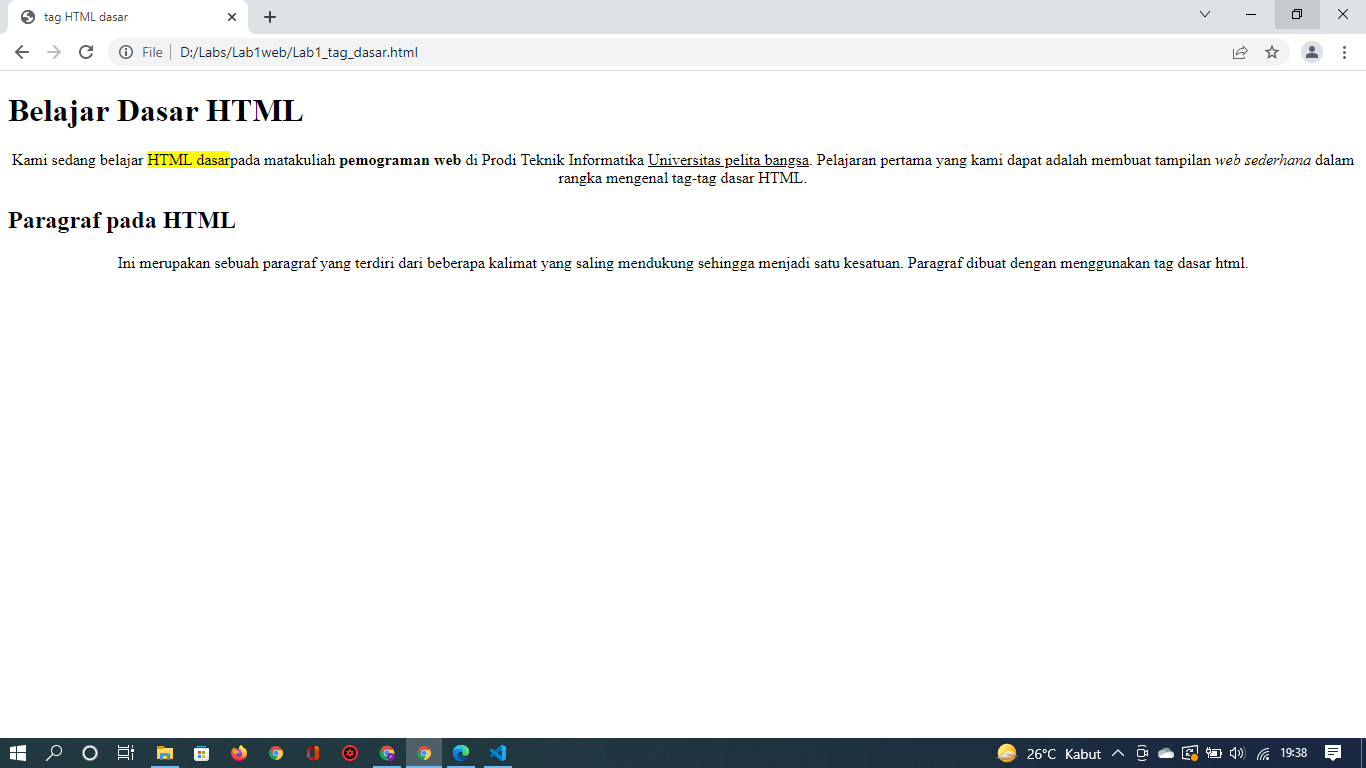 tag HTML dasar
File D:/Labs/Lab1web/Lab1_tag_dasar.html
Belajar Dasar HTML
Kami sedang belajar HTML dasarpada matakuliah pemograman web di Prodi Teknik Informatika Universitas pelita bangsa. Pelajaran pertama yang kami dapat adalah membuat tampilan web sederhana dalam
rangka mengenal tag-tag dasar HTML.
Paragraf pada HTML
Ini merupakan sebuah paragraf yang terdiri dari beberapa kalimat yang saling mendukung sehingga menjadi satu kesatuan. Paragraf dibuat dengan menggunakan tag dasar html.
26°C Kabut 19:38